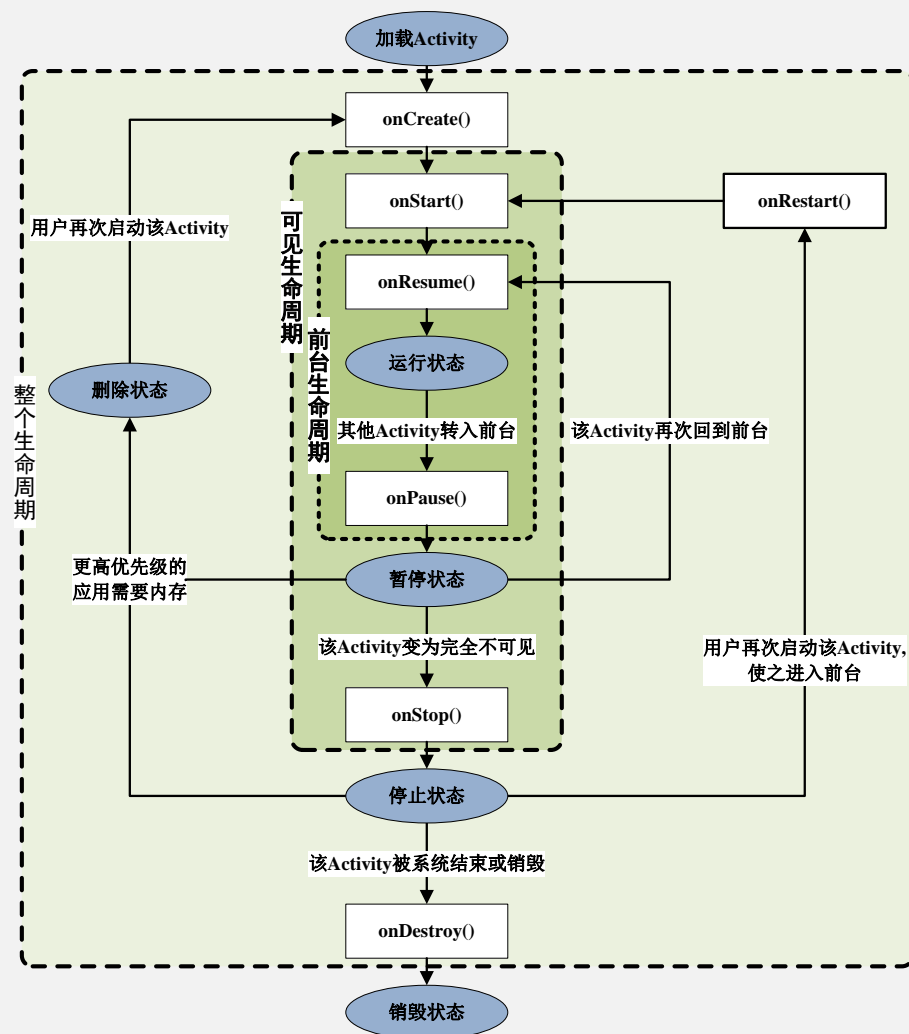 加载Activity
onCreate()
onStart()
onRestart()
用户再次启动该Activity
可见生命周期
onResume()
前台生命周期
运行状态
删除状态
整个生命周期
其他Activity转入前台
该Activity再次回到前台
onPause()
更高优先级的
应用需要内存
暂停状态
该Activity变为完全不可见
用户再次启动该Activity,
使之进入前台
onStop()
停止状态
该Activity被系统结束或销毁
onDestroy()
销毁状态